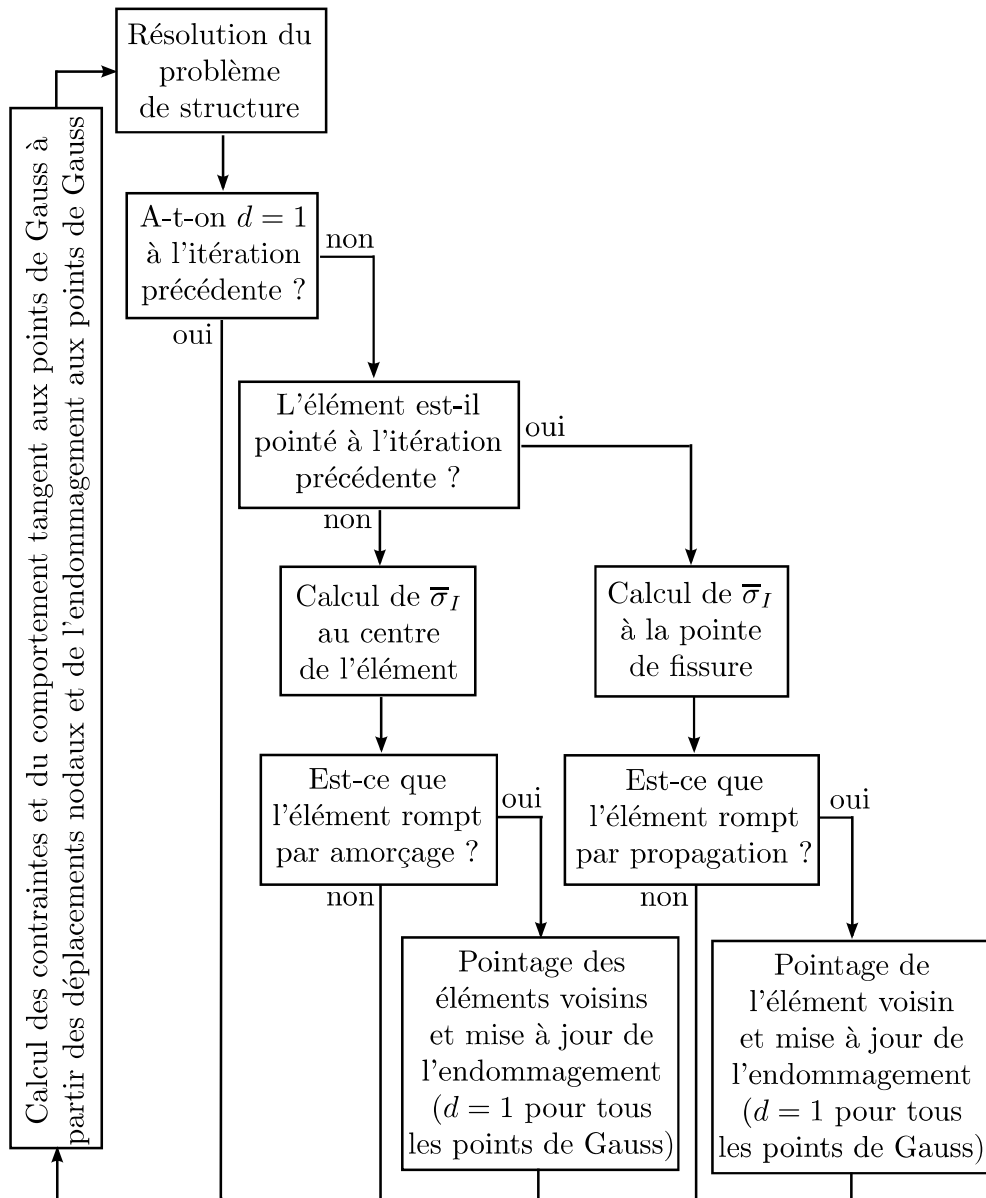 Résolution du
problème
de structure
Calcul des contraintes et du comportement tangent aux points de Gauss à
partir des déplacements nodaux et de l'endommagement aux points de Gauss
A-t-on d = 1
à l'itération
précédente ?
non
oui
L'élément est-il
pointé à l'itération
précédente ?
oui
non
Calcul de σ̅_I
au centre
de l'élément
Calcul de σ̅_I
à la pointe
de fissure
Est-ce que
l'élément rompt
par amorçage ?
oui
non
Est-ce que
l'élément rompt
par propagation ?
oui
non
Pointage des
éléments voisins
et mise à jour de
l'endommagement
(d = 1 pour tous
les points de Gauss)
Pointage de
l'élément voisin
et mise à jour de
l'endommagement
(d = 1 pour tous
les points de Gauss)